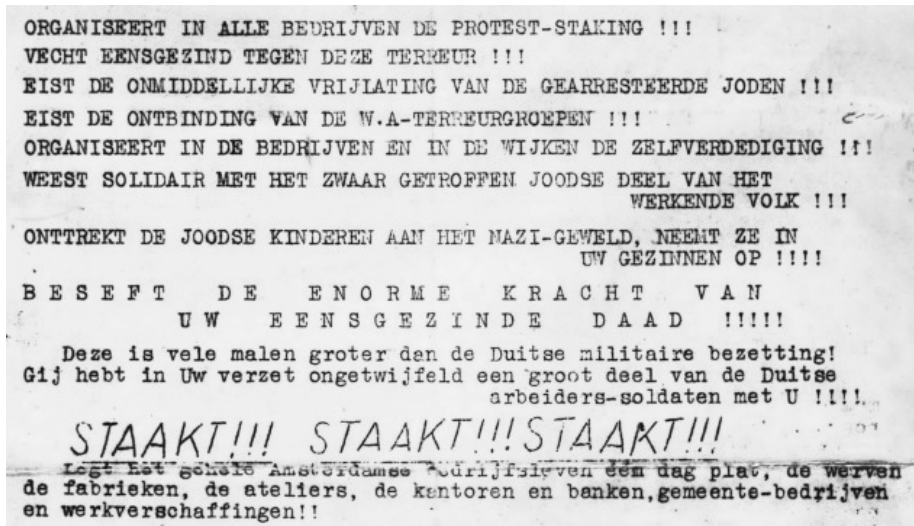 ORGANISEERT IN ALLE BEDRIJVEN DE PROTEST-STAKING !!!
VECHT EENSGEZIND TEGEN DEZE TERREUR !!!
EIST DE ONMIDDELLIJKE VRIJLATING VAN DE GEARRESTEERDE JODEN !!!
EIST DE ONTBINDING VAN DE W.A-TERREURGROEPEN !!!
ORGANISEERT IN DE BEDRIJVEN EN IN DE WIJKEN DE ZELFVERDEDIGING !!!
WEEST SOLIDAIR MET HET ZWAAR GETROFFEN JOODSE DEEL VAN HET
WERKENDE VOLK !!!
ONTTREKT DE JOODSE KINDEREN AAN HET NAZI-GEWELD, NEEMT ZE IN
UW GEZINNEN OP !!!!
B E S E F T D E E N O R M E K R A C H T V A N
U W E E N S G E Z I N D E D A A D !!!!!
Deze is vele malen groter dan de Duitse militaire bezetting!
Gij hebt in Uw verzet ongetwijfeld een groot deel van de Duitse
arbeiders-soldaten met U !!!!
STAAKT!!! STAAKT!!! STAAKT!!!
Legt het gehele Amsterdamse bedrijfsleven één dag plat, de werven
de fabrieken, de ateliers, de kantoren en banken,gemeente-bedrijven
en werkverschaffingen!!